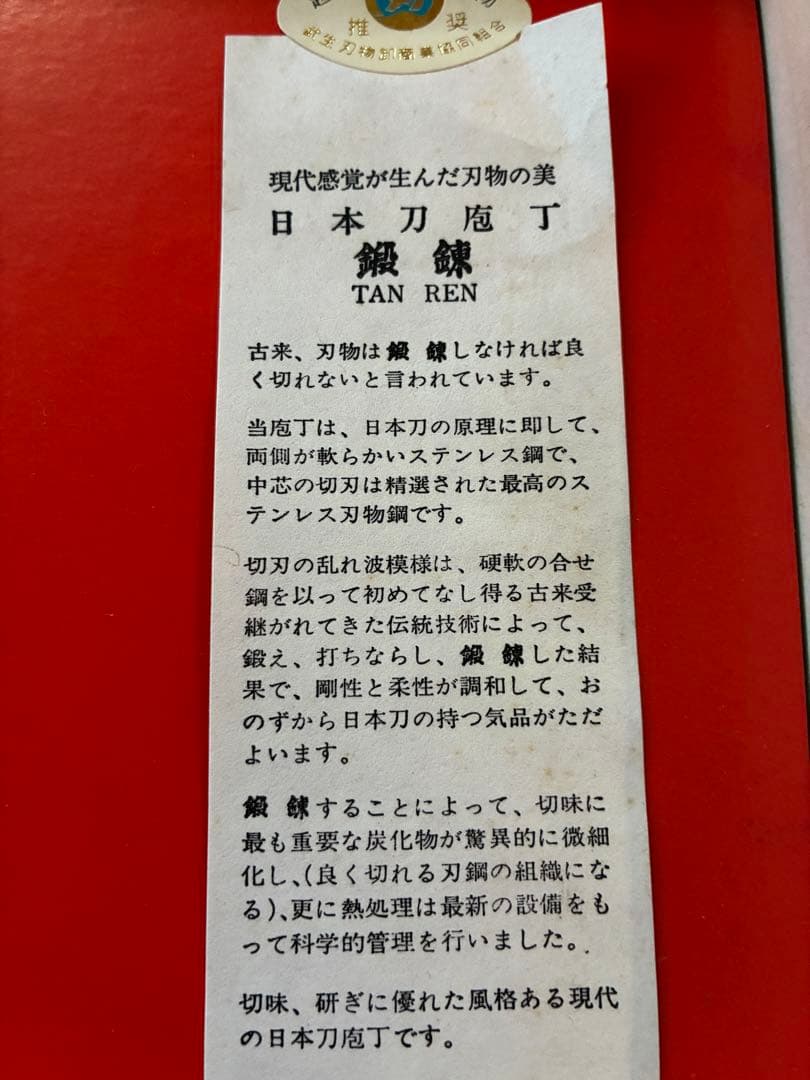 推奨
武生刃物卸商業協同組合
現代感覚が生んだ刃物の美
日本刀庖丁
鍛錬
TAN REN
古来、刃物は鍛錬しなければ良
く切れないと言われています。
当庖丁は、日本刀の原理に即して、
両側が軟らかいステンレス鋼で、
中芯の切刃は精選された最高のス
テンレス刃物鋼です。
切刃の乱れ波模様は、硬軟の合せ
鋼を以って初めてなし得る古来受
継がれてきた伝統技術によって、
鍛え、打ちならし、鍛錬した結
果で、剛性と柔性が調和して、お
のずから日本刀の持つ気品がただ
よいます。
鍛錬することによって、切味に
最も重要な炭化物が驚異的に微細
化し、(良く切れる刃鋼の組織にな
る)、更に熱処理は最新の設備をも
って科学的管理を行いました。
切味、研ぎに優れた風格ある現代
の日本刀庖丁です。